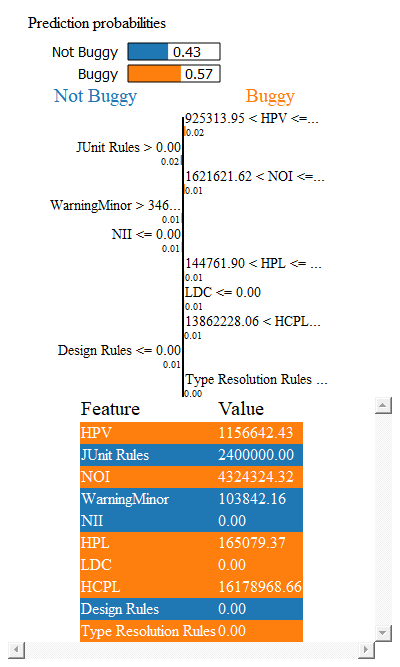 Prediction probabilities
Not Buggy 0.43
Buggy 0.57
Not Buggy Buggy
925313.95 < HPV <=...
0.02
JUnit Rules > 0.00
0.02
1621621.62 < NOI <=...
0.01
WarningMinor > 346...
0.01
NII <= 0.00
0.01
144761.90 < HPL <= ...
0.01
LDC <= 0.00
0.01
13862228.06 < HCPL...
0.01
Design Rules <= 0.00
0.01
Type Resolution Rules ...
0.00
Feature Value
HPV 1156642.43
JUnit Rules 2400000.00
NOI 4324324.32
WarningMinor 103842.16
NII 0.00
HPL 165079.37
LDC 0.00
HCPL 16178968.66
Design Rules 0.00
Type Resolution Rules 0.00